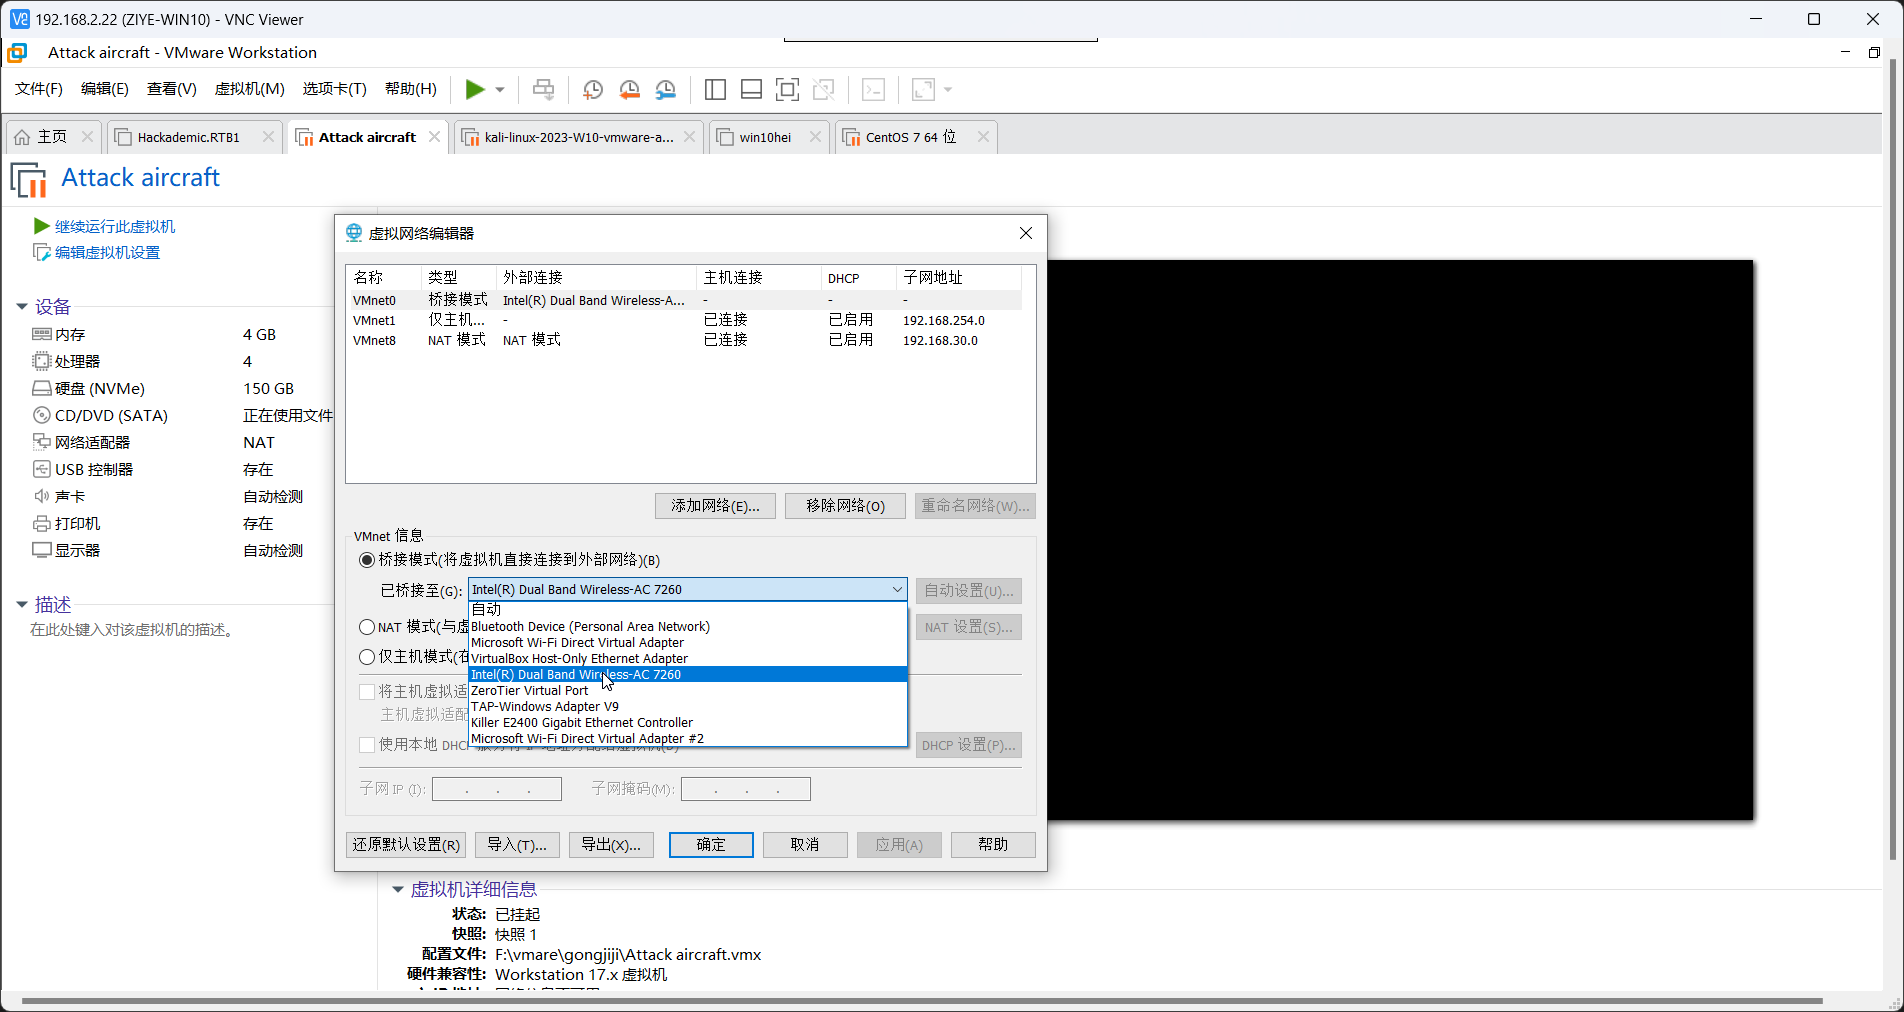 192.168.2.22 (ZIYE-WIN10) - VNC Viewer
Attack aircraft - VMware Workstation
文件(F) 编辑(E) 查看(V) 虚拟机(M) 选项卡(T) 帮助(H)
主页 Hackademic.RTB1 Attack aircraft kali-linux-2023-W10-vmware-a... win10hei CentOS 7 64 位
Attack aircraft
继续运行此虚拟机
编辑虚拟机设置
设备
内存 4 GB
处理器 4
硬盘 (NVMe) 150 GB
CD/DVD (SATA) 正在使用文件
网络适配器 NAT
USB 控制器 存在
声卡 自动检测
打印机 存在
显示器 自动检测
描述
在此处键入对该虚拟机的描述。
虚拟网络编辑器
名称 类型 外部连接 主机连接 DHCP 子网地址
VMnet0 桥接模式 Intel(R) Dual Band Wireless-A... - - -
VMnet1 仅主机... - 已连接 已启用 192.168.254.0
VMnet8 NAT 模式 NAT 模式 已连接 已启用 192.168.30.0
添加网络(E)... 移除网络(O) 重命名网络(W)...
VMnet 信息
桥接模式(将虚拟机直接连接到外部网络)(B)
已桥接至(G): Intel(R) Dual Band Wireless-AC 7260 自动设置(U)...
自动
Bluetooth Device (Personal Area Network)
Microsoft Wi-Fi Direct Virtual Adapter
VirtualBox Host-Only Ethernet Adapter
Intel(R) Dual Band Wireless-AC 7260
ZeroTier Virtual Port
TAP-Windows Adapter V9
Killer E2400 Gigabit Ethernet Controller
Microsoft Wi-Fi Direct Virtual Adapter #2
NAT 模式(与虚 NAT 设置(S)...
仅主机模式(在
将主机虚拟适
主机虚拟适配
使用本地 DHC DHCP 设置(P)...
子网 IP (I): . . . 子网掩码(M): . . .
还原默认设置(R) 导入(T)... 导出(X)... 确定 取消 应用(A) 帮助
虚拟机详细信息
状态: 已挂起
快照: 快照 1
配置文件: F:\vmare\gongjiji\Attack aircraft.vmx
硬件兼容性: Workstation 17.x 虚拟机